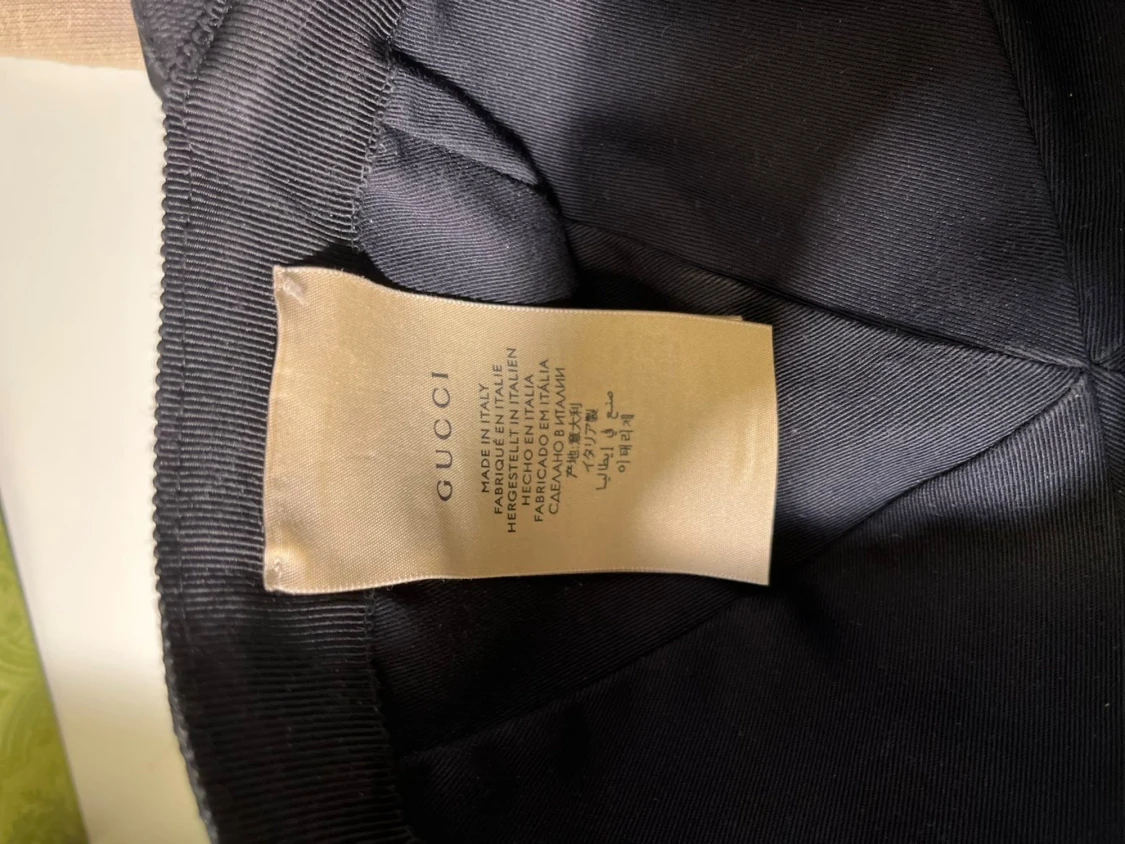 GUCCI
MADE IN ITALY
FABRIQUÉ EN ITALIE
HERGESTELLT IN ITALIEN
HECHO EN ITALIA
FABRICADO EM ITÁLIA
СДЕЛАНО В ИТАЛИИ
产地:意大利
イタリア製
صنع في إيطاليا
이태리제